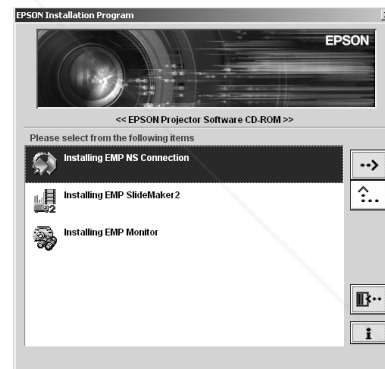 EPSON Installation Program
EPSON
<< EPSON Projector Software CD-ROM >>
Please select from the following items
Installing EMP NS Connection
Installing EMP SlideMaker2
Installing EMP Monitor